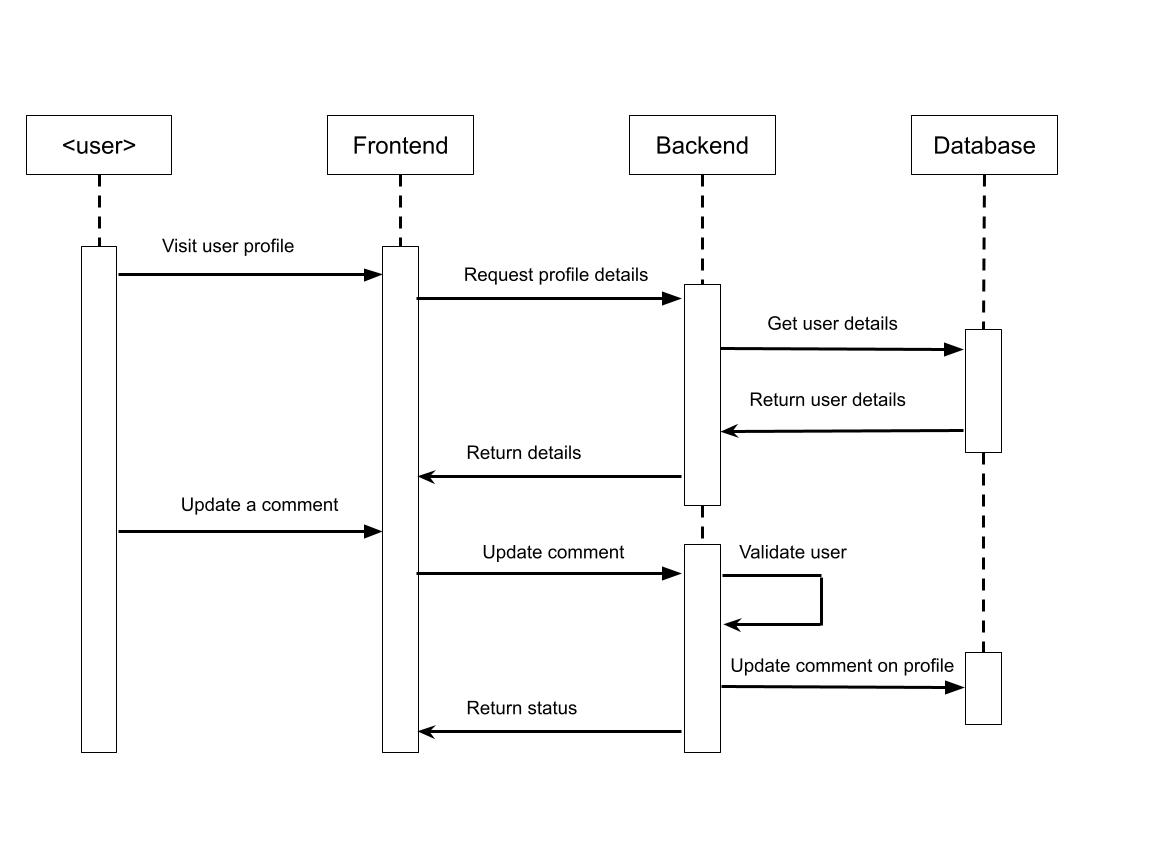 <user>
Frontend
Backend
Database
Visit user profile
Request profile details
Get user details
Return user details
Return details
Update a comment
Update comment
Validate user
Update comment on profile
Return status